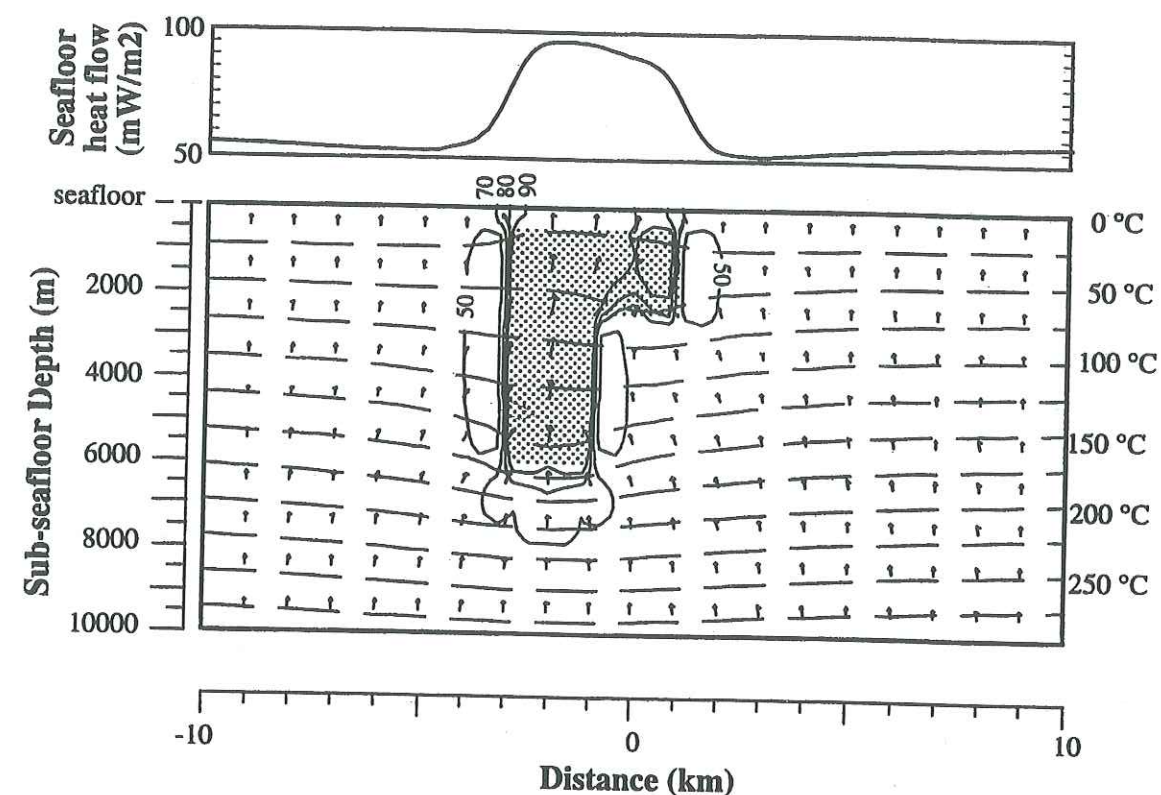 Seafloor
heat flow
(mW/m2)
100
50
seafloor
70
80
90
0 °C
2000
50
50
50 °C
4000
100 °C
6000
150 °C
200 °C
8000
250 °C
10000
Sub-seafloor Depth (m)
-10
0
10
Distance (km)